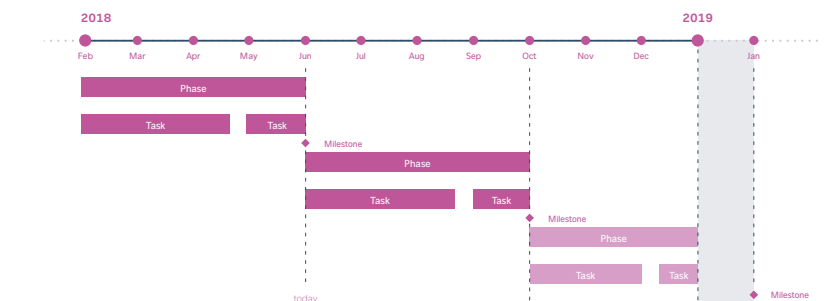 2018 2019
Feb Mar Apr May Jun Jul Aug Sep Oct Nov Dec Jan
Phase
Task Task
Milestone
Phase
Task Task
Milestone
Phase
Task Task
Milestone
today